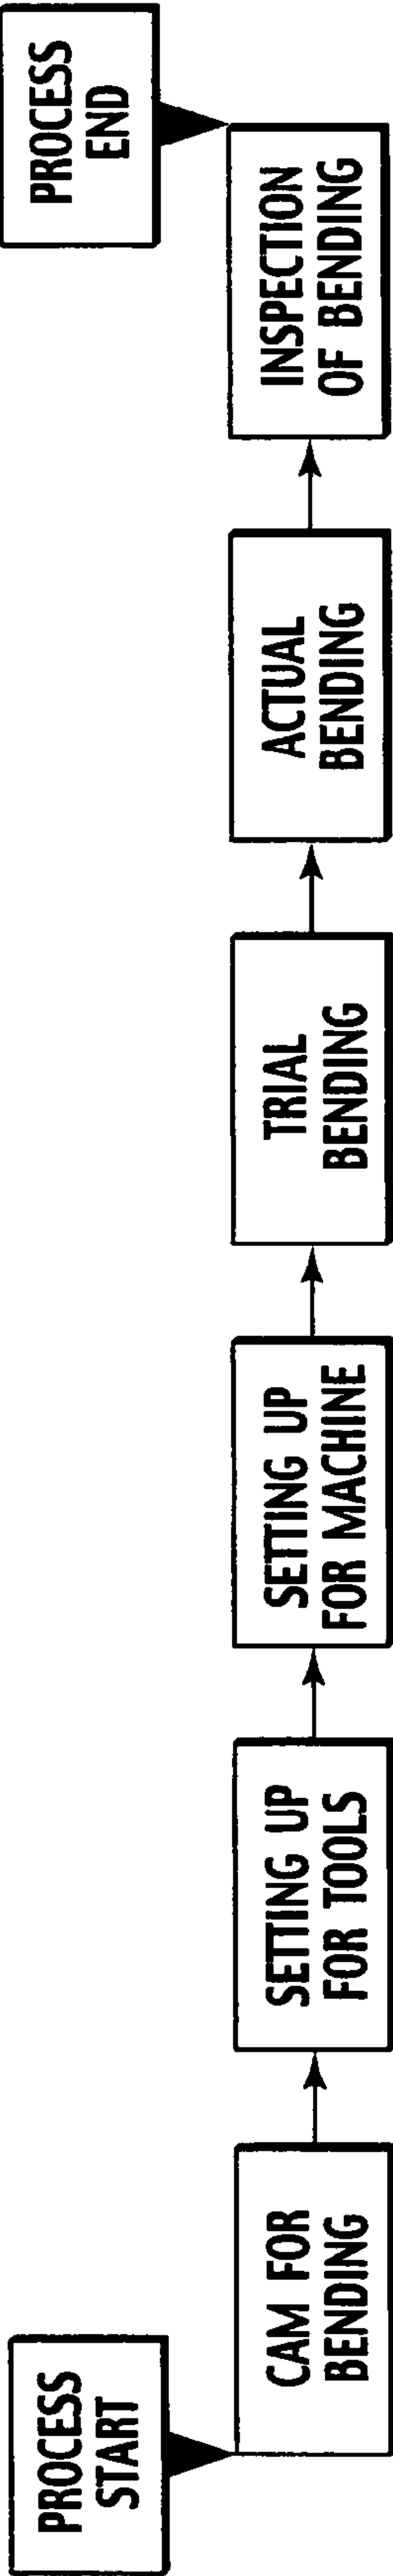 PROCESS
START
CAM FOR
BENDING
SETTING UP
FOR TOOLS
SETTING UP
FOR MACHINE
TRIAL
BENDING
ACTUAL
BENDING
INSPECTION
OF BENDING
PROCESS
END